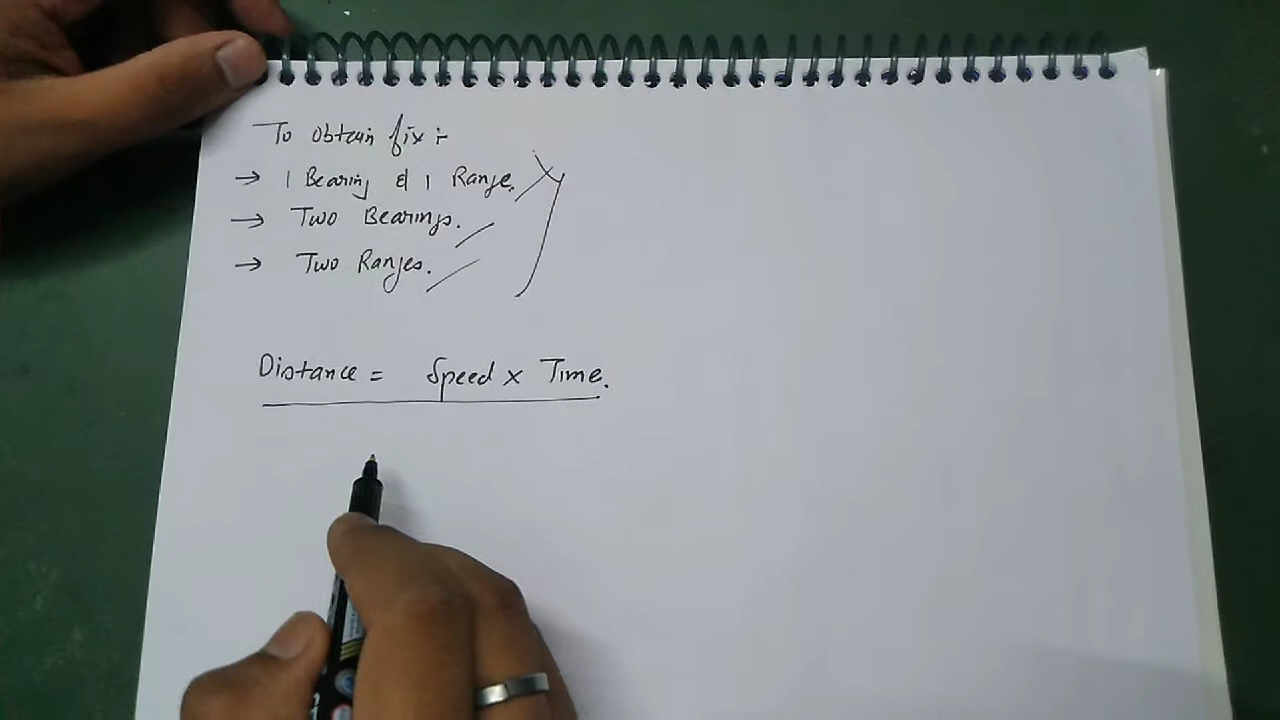 To obtain fix :-
→ 1 Bearing & 1 Range.
→ Two Bearings.
→ Two Ranges.
Distance = Speed x Time.